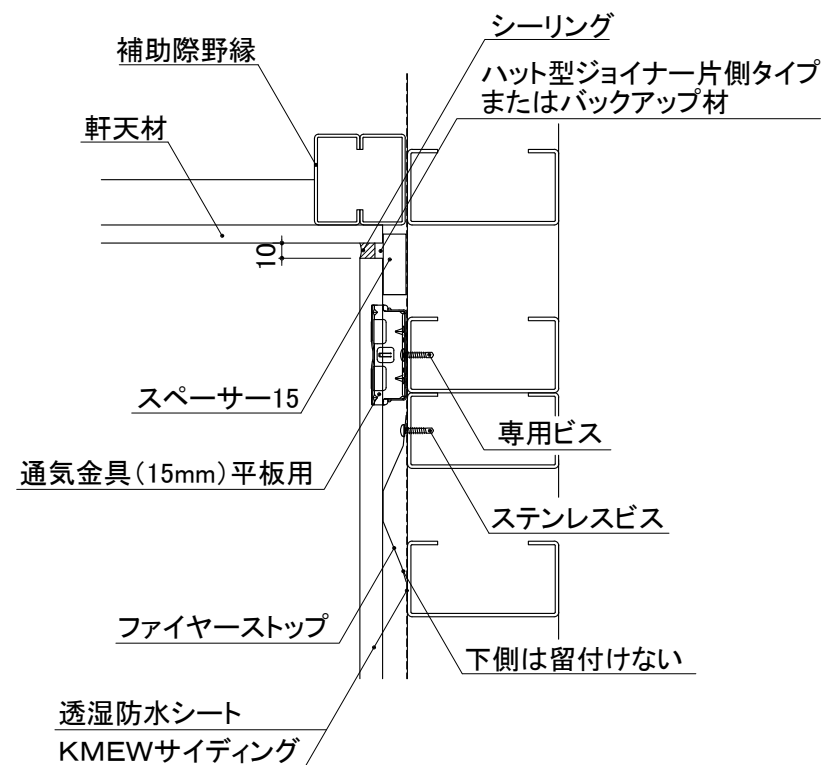 シーリング
補助際野縁
ハット型ジョイナー片側タイプ
またはバックアップ材
軒天材
10
スペーサー15
専用ビス
通気金具(15mm)平板用
ステンレスビス
ファイヤーストップ
下側は留付けない
透湿防水シート
KMEWサイディング